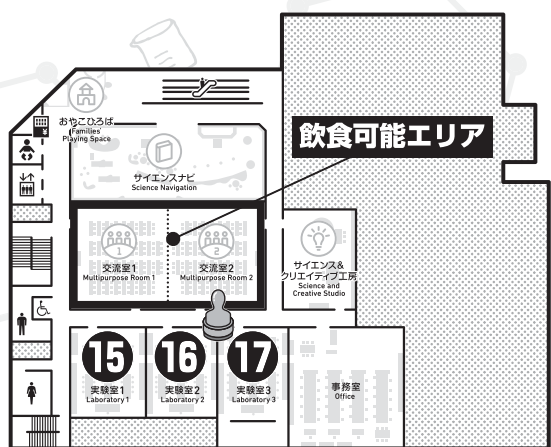 おやこひろば
Families'
Playing Space
サイエンスナビ
Science Navigation
飲食可能エリア
1
交流室1
Multipurpose Room 1
2
交流室2
Multipurpose Room 2
サイエンス&
クリエイティブ工房
Science and
Creative Studio
15
実験室1
Laboratory 1
16
実験室2
Laboratory 2
17
実験室3
Laboratory 3
事務室
Office